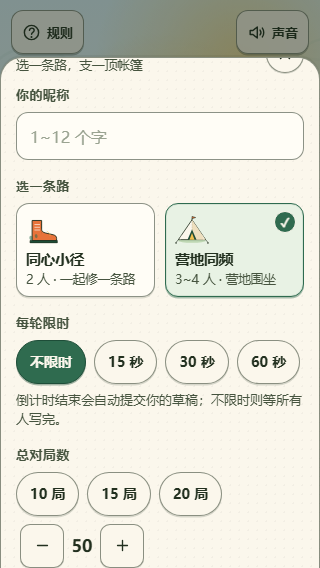 规则
声音
选一条路，支一顶帐篷
你的昵称
1~12 个字
选一条路
同心小径
2 人 · 一起修一条路
营地同频
3~4 人 · 营地围坐
每轮限时
不限时
15 秒
30 秒
60 秒
倒计时结束会自动提交你的草稿；不限时则等所有
人写完。
总对局数
10 局
15 局
20 局
− 50 +